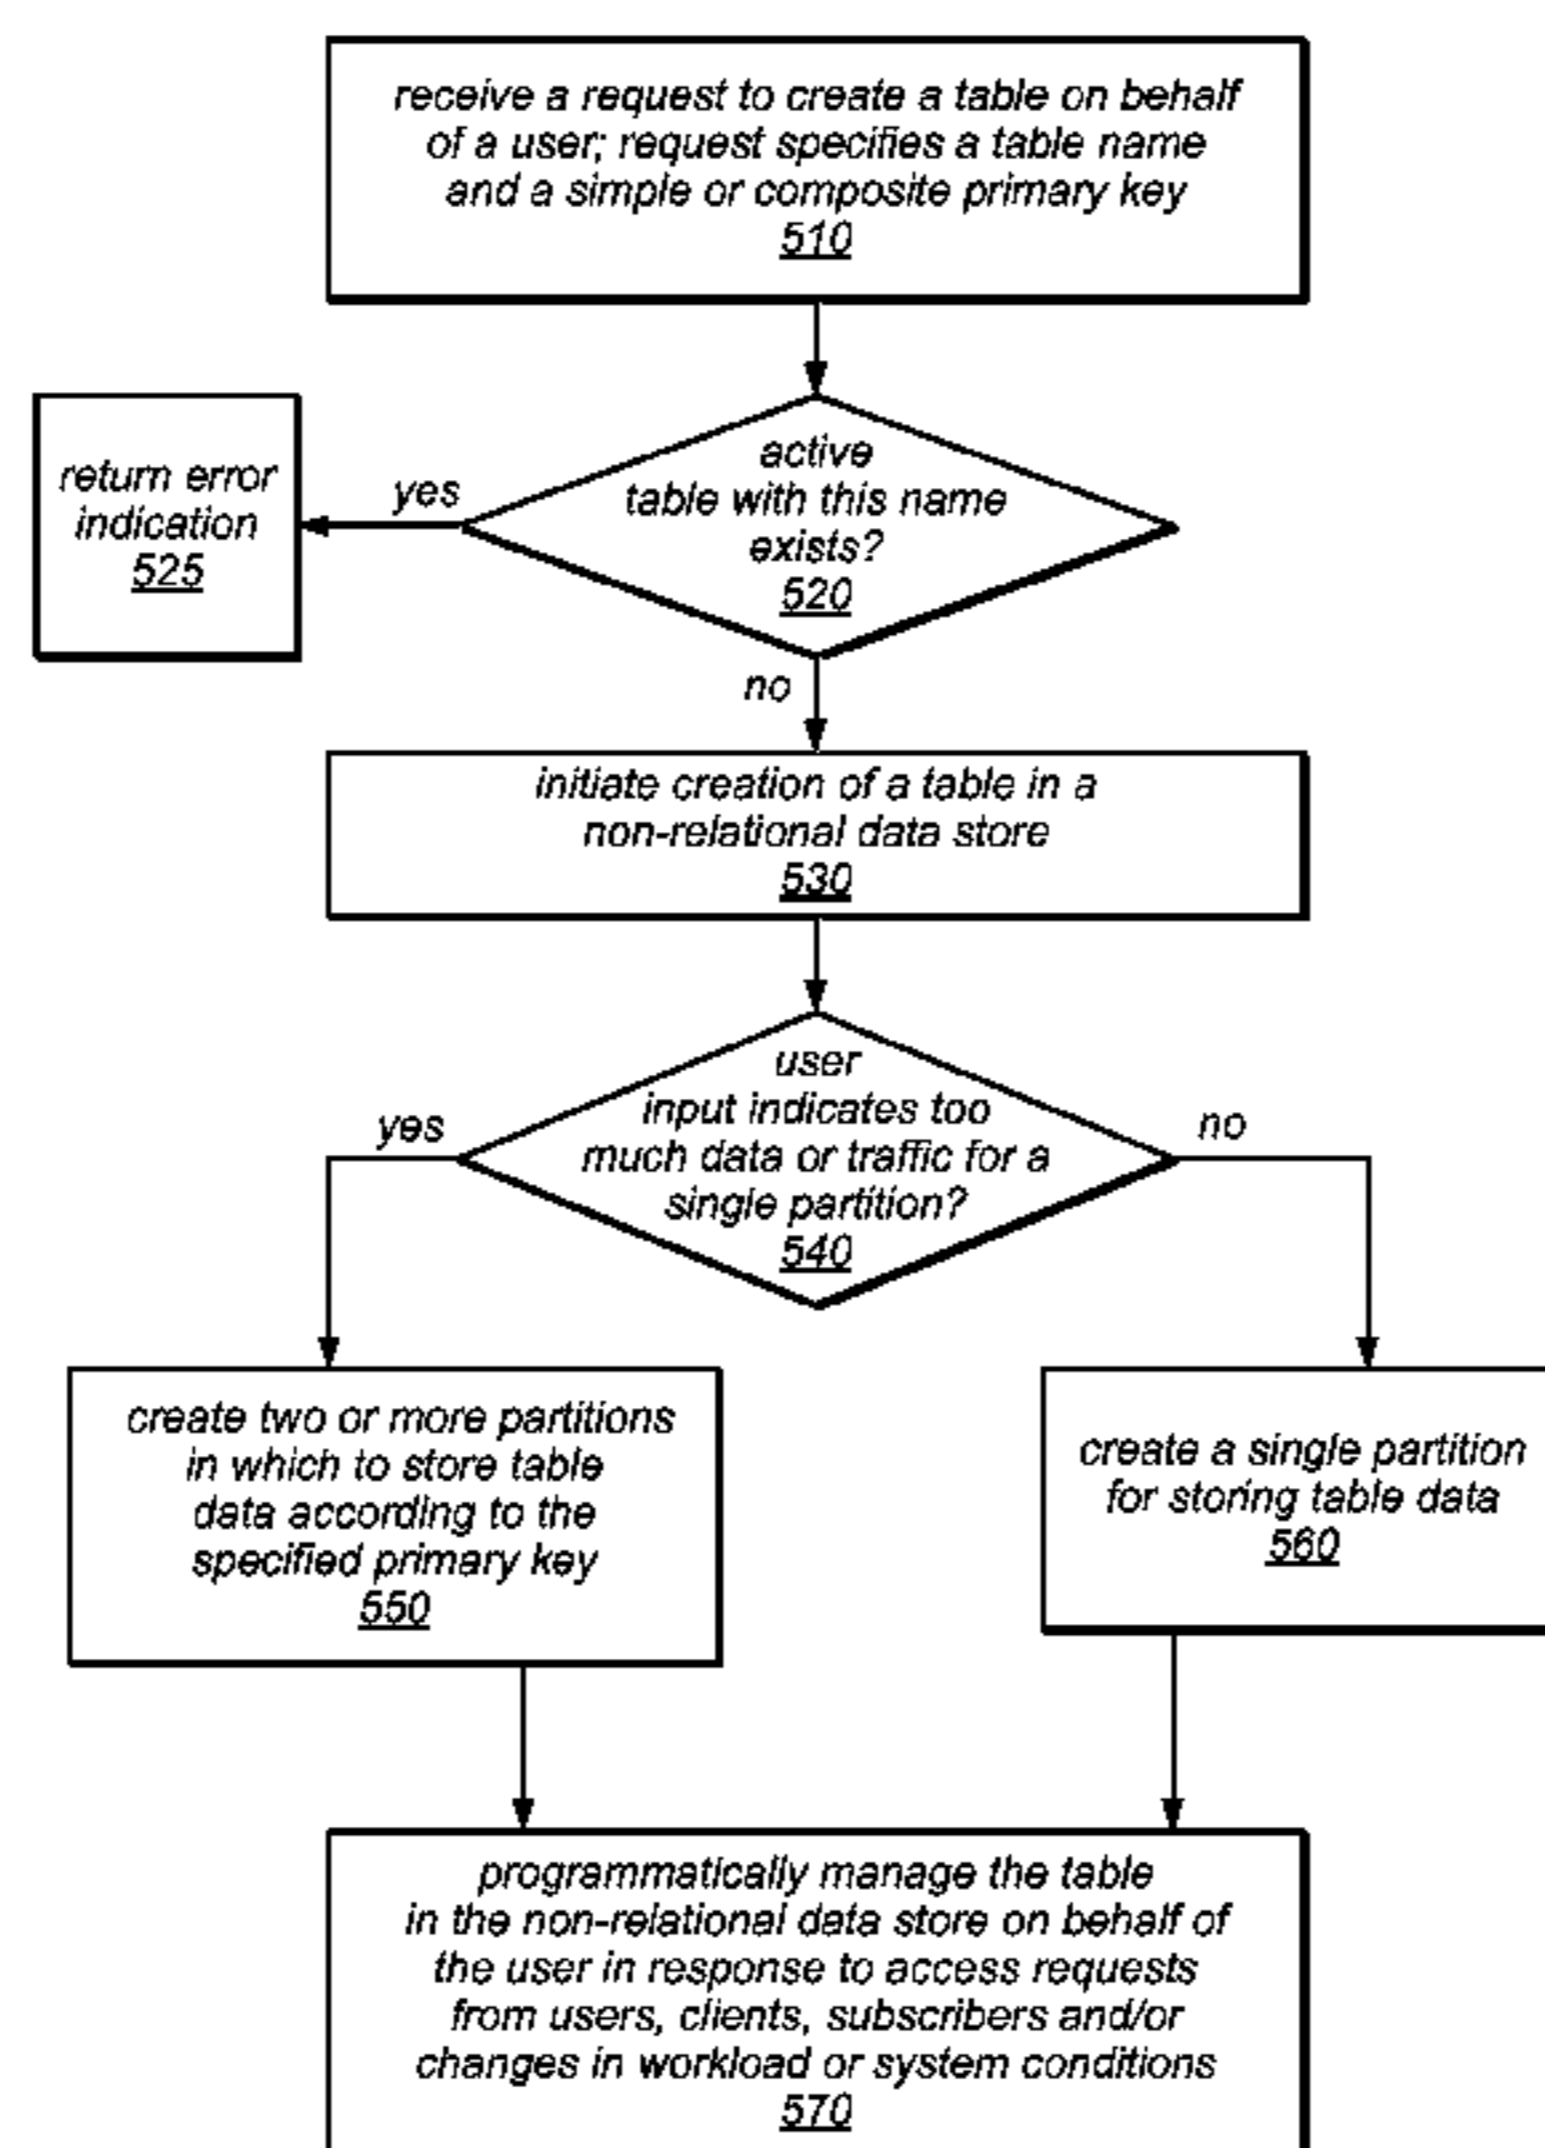 receive a request to create a table on behalf
of a user; request specifies a table name
and a simple or composite primary key
510
active
table with this name
exists?
520
yes
return error
indication
525
no
initiate creation of a table in a
non-relational data store
530
user
input indicates too
much data or traffic for a
single partition?
540
yes
no
create two or more partitions
in which to store table
data according to the
specified primary key
550
create a single partition
for storing table data
560
programmatically manage the table
in the non-relational data store on behalf of
the user in response to access requests
from users, clients, subscribers and/or
changes in workload or system conditions
570